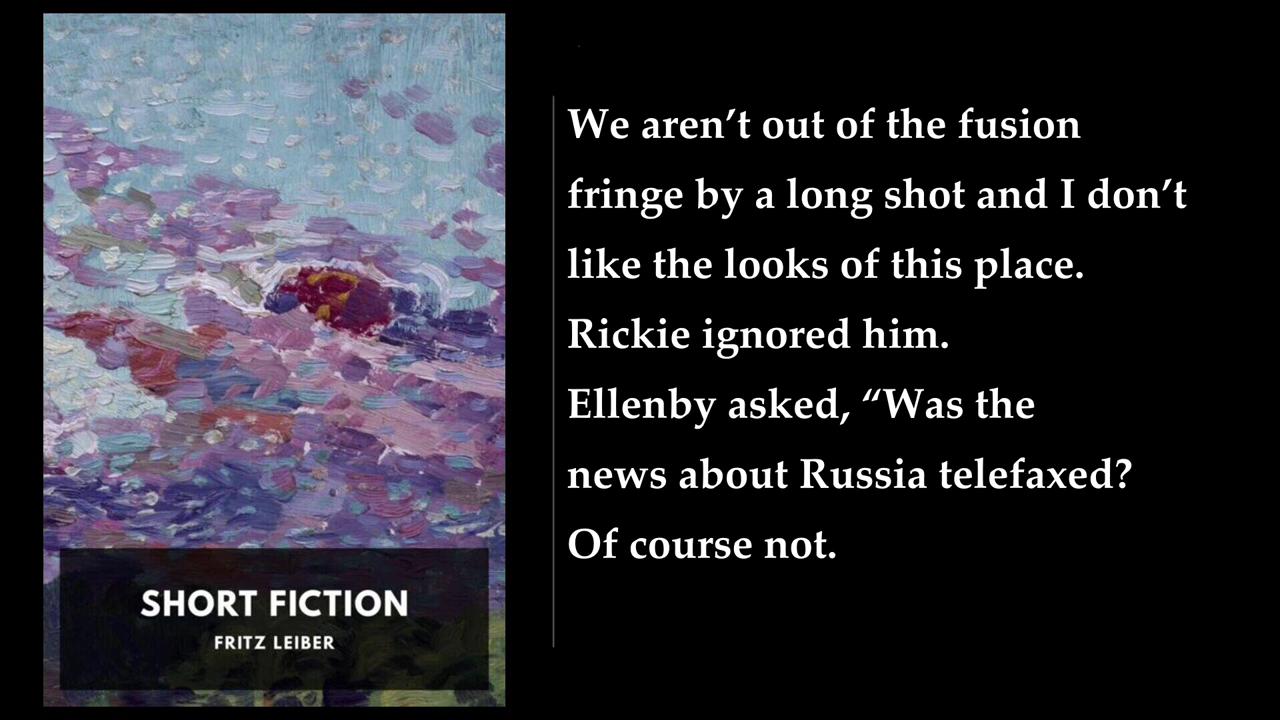 SHORT FICTION
FRITZ LEIBER
We aren’t out of the fusion
fringe by a long shot and I don’t
like the looks of this place.
Rickie ignored him.
Ellenby asked, “Was the
news about Russia telefaxed?
Of course not.